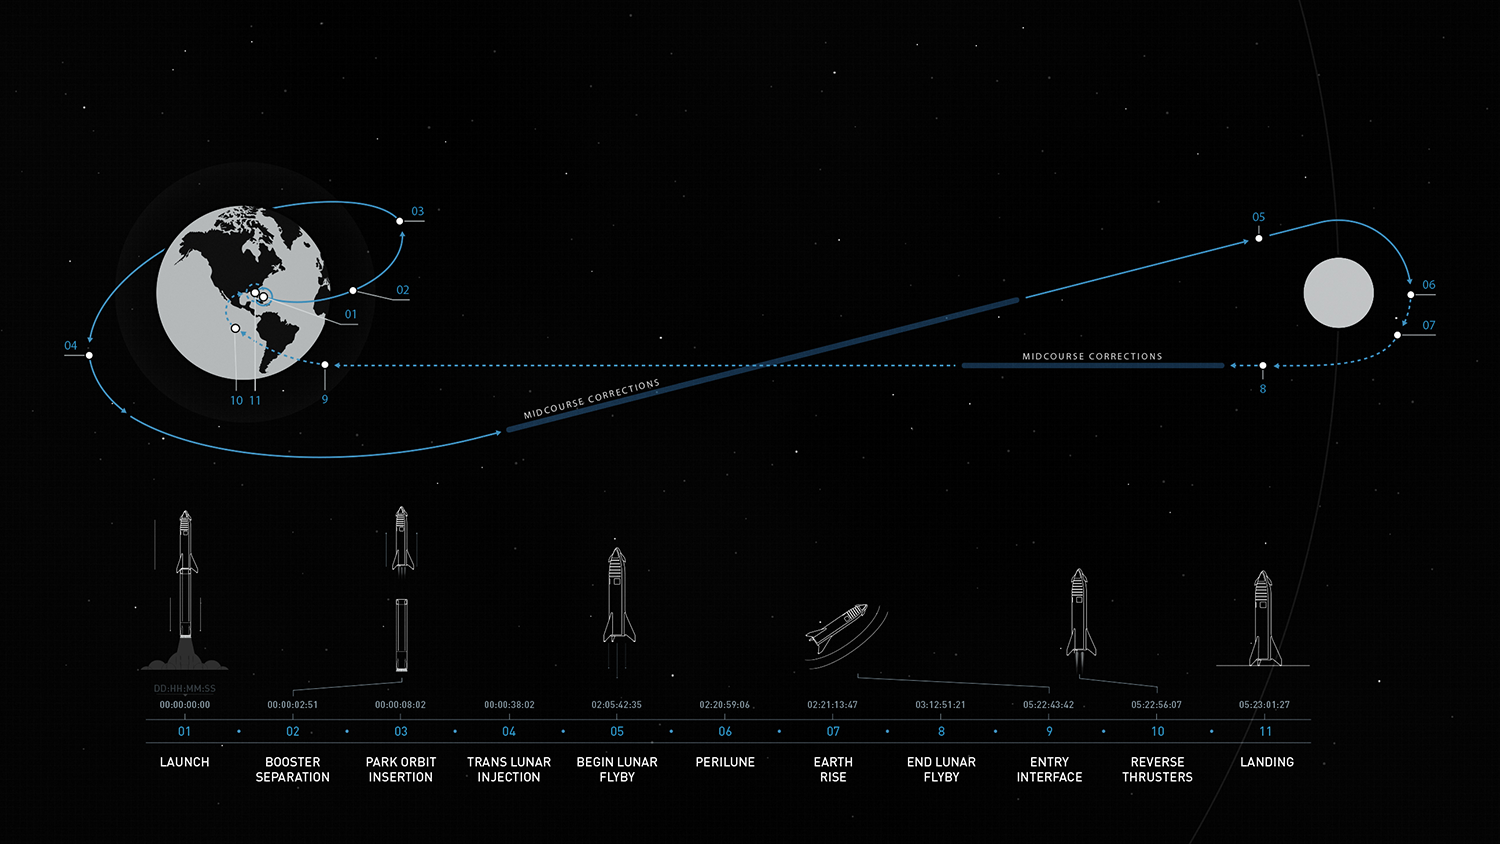 03
05
06
02
01
07
04
MIDCOURSE CORRECTIONS
8
MIDCOURSE CORRECTIONS
10
11
9
DD:HH:MM:SS
00:00:00:00
00:00:02:51
00:00:08:02
00:00:38:02
02:05:42:35
02:20:59:06
02:21:13:47
03:12:51:21
05:22:43:42
05:22:56:07
05:23:01:27
01
02
03
04
05
06
07
8
9
10
11
LAUNCH
BOOSTER
SEPARATION
PARK ORBIT
INSERTION
TRANS LUNAR
INJECTION
BEGIN LUNAR
FLYBY
PERILUNE
EARTH
RISE
END LUNAR
FLYBY
ENTRY
INTERFACE
REVERSE
THRUSTERS
LANDING